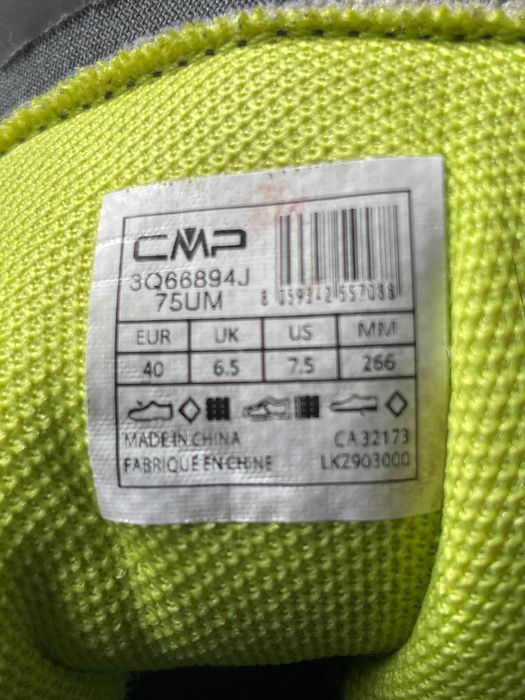 CMP
3Q66894J
75UM
8 059342 557088
EUR UK US MM
40 6.5 7.5 266
MADE IN CHINA CA 32173
FABRIQUÉ EN CHINE LKZ903000